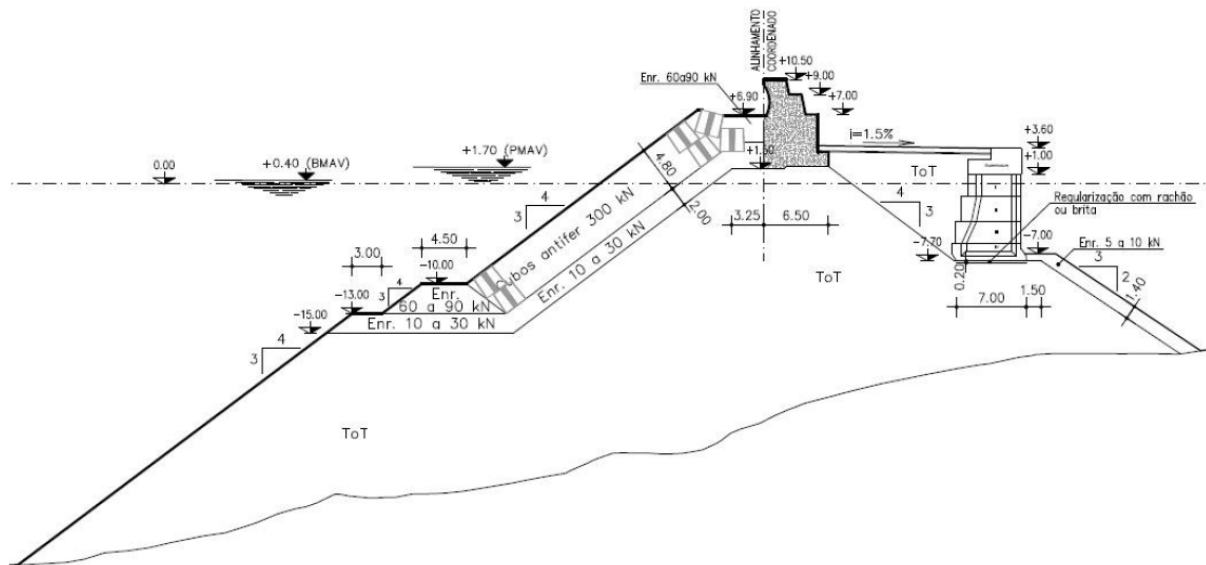 ALINHAMENTO
COORDENADO
+10.50
+9.00
+7.00
Enr. 60a90 kN
+6.90
i=1.5%
+3.60
+1.00
ToT
0.00
+0.40 (BMAV)
+1.70 (PMAV)
4.80
2.00
3.25
6.50
4
3
4
3
Regularização com rachão
ou brita
-7.70
-7.00
Enr. 5 a 10 kN
3
2
0.20
7.00
1.50
1.40
Cubos antifer 300 kN
Enr. 10 a 30 kN
ToT
4.50
3.00
-10.00
-13.00
-15.00
3
4
Enr.
60 a 90 kN
Enr. 10 a 30 kN
4
3
ToT